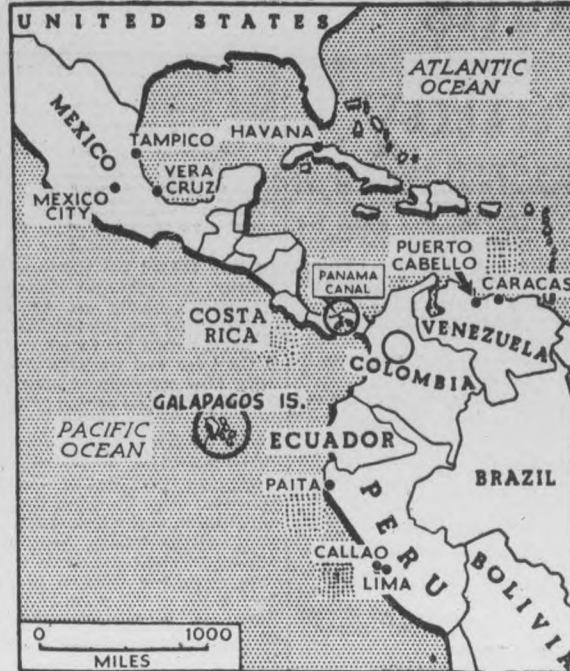 UNITED STATES
ATLANTIC
OCEAN
MEXICO
TAMPICO
HAVANA
VERA
CRUZ
MEXICO
CITY
PUERTO
CABELLO
CARACAS
PANAMA
CANAL
COSTA
RICA
VENEZUELA
COLOMBIA
GALAPAGOS IS.
PACIFIC
OCEAN
ECUADOR
BRAZIL
PAITA
PERU
CALLAO
LIMA
BOLIVIA
0 1000
MILES